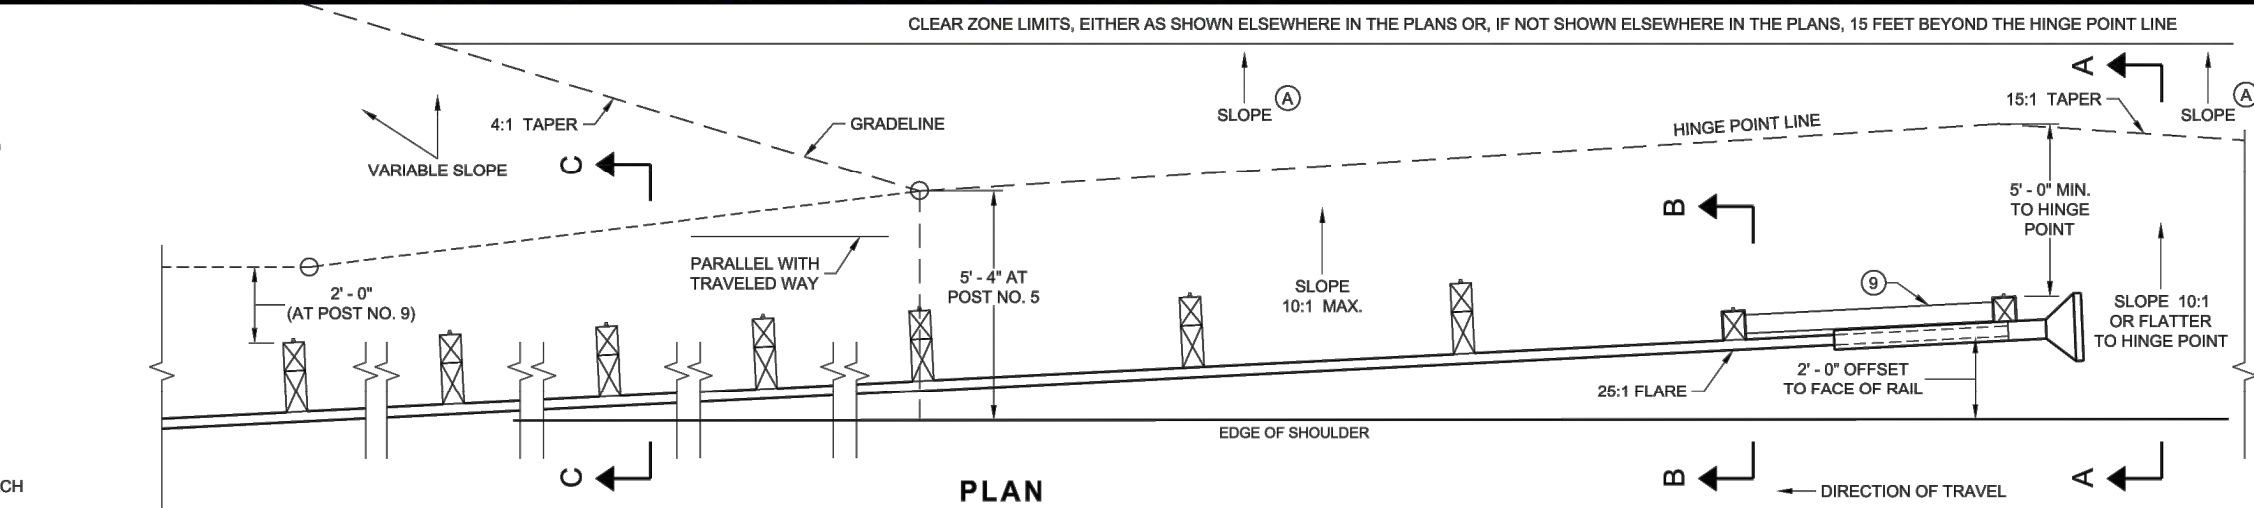 CLEAR ZONE LIMITS, EITHER AS SHOWN ELSEWHERE IN THE PLANS OR, IF NOT SHOWN ELSEWHERE IN THE PLANS, 15 FEET BEYOND THE HINGE POINT LINE
A
15:1 TAPER
SLOPE A
SLOPE A
4:1 TAPER
GRADELINE
HINGE POINT LINE
VARIABLE SLOPE
C
B
5' - 0" MIN.
TO HINGE
POINT
PARALLEL WITH
TRAVELED WAY
5' - 4" AT
POST NO. 5
SLOPE
10:1 MAX.
9
2' - 0"
(AT POST NO. 9)
SLOPE 10:1
OR FLATTER
TO HINGE POINT
25:1 FLARE
2' - 0" OFFSET
TO FACE OF RAIL
EDGE OF SHOULDER
C
B
A
CH
PLAN
DIRECTION OF TRAVEL